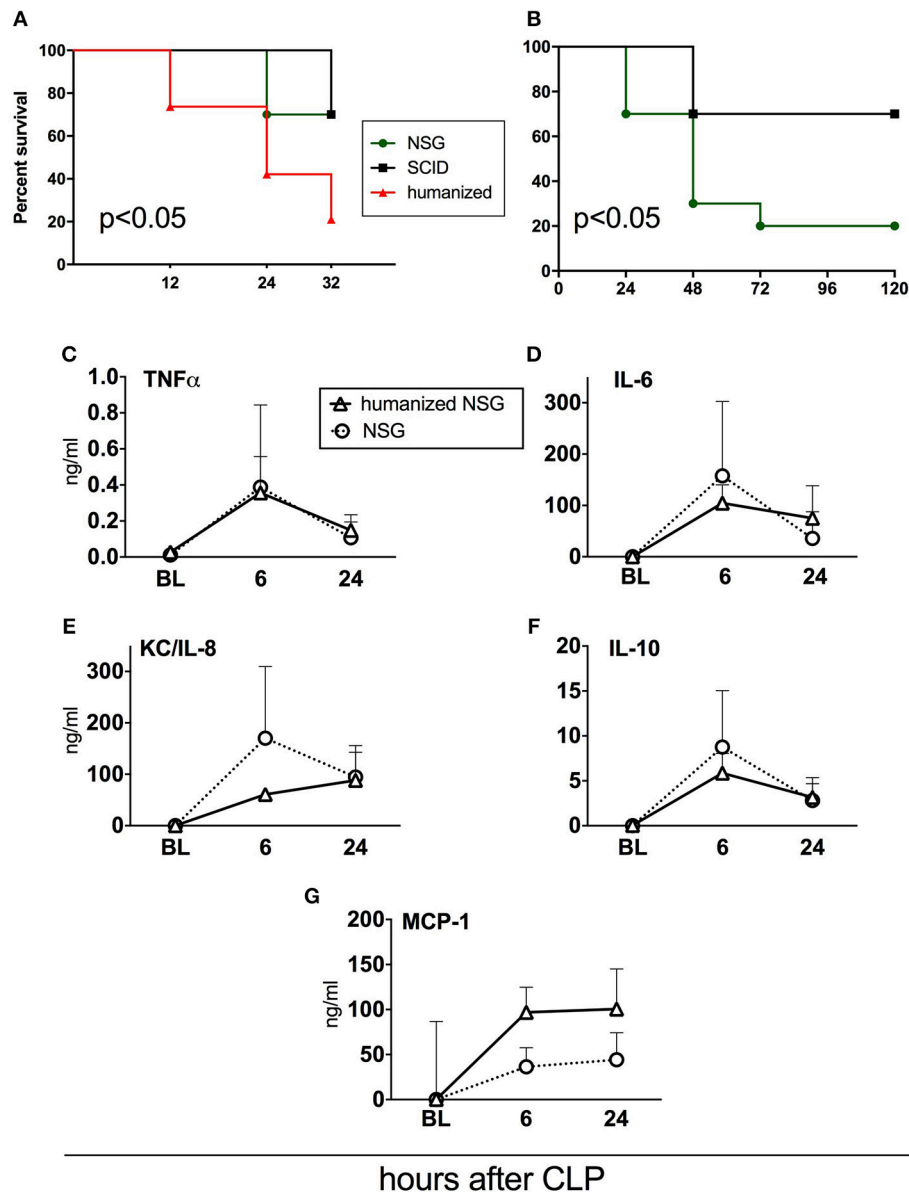 A
B
Percent survival
100
80
60
40
20
0
p<0.05
12
24
32
NSG
SCID
humanized
100
80
60
40
20
0
p<0.05
0
24
48
72
96
120
C
TNFα
ng/ml
1.0
0.8
0.6
0.4
0.2
0.0
BL
6
24
humanized NSG
NSG
D
IL-6
300
200
100
0
BL
6
24
E
KC/IL-8
ng/ml
300
200
100
0
BL
6
24
F
IL-10
20
15
10
5
0
BL
6
24
G
MCP-1
ng/ml
200
150
100
50
0
BL
6
24
hours after CLP